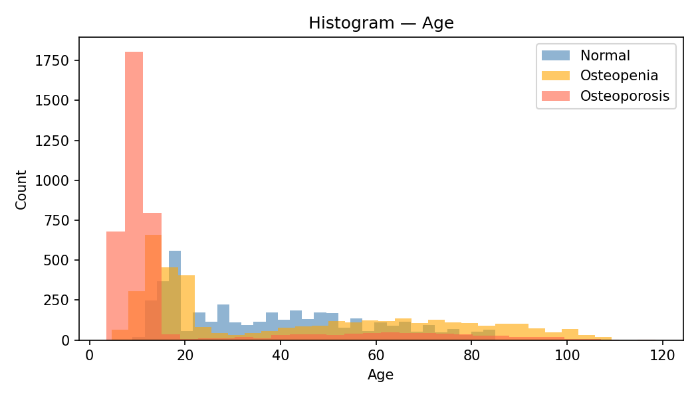 Histogram — Age
Normal
Osteopenia
Osteoporosis
1750
1500
1250
1000
750
500
250
0
Count
0 20 40 60 80 100 120
Age